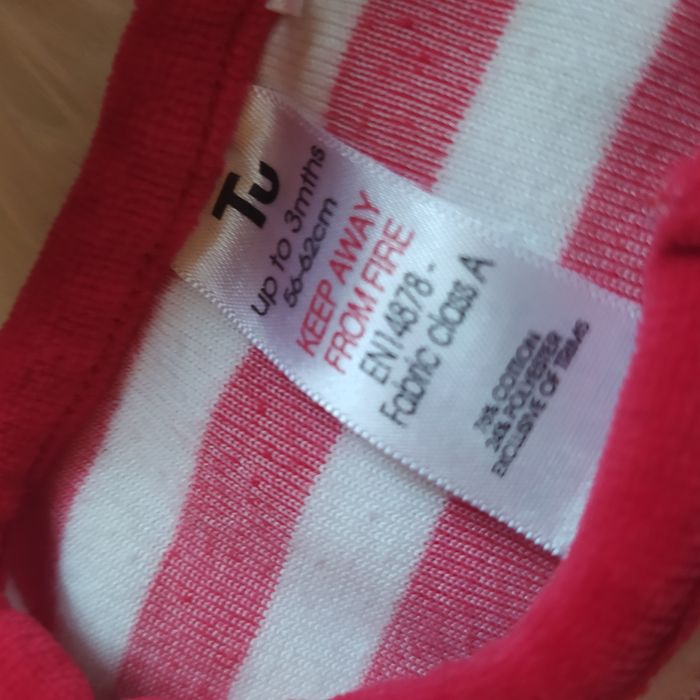 Tu
up to 3mths
56-62cm
KEEP AWAY
FROM FIRE
EN14878 -
Fabric class A
COTTON
POLYESTER
EXCLUSIVE OF TRIMS